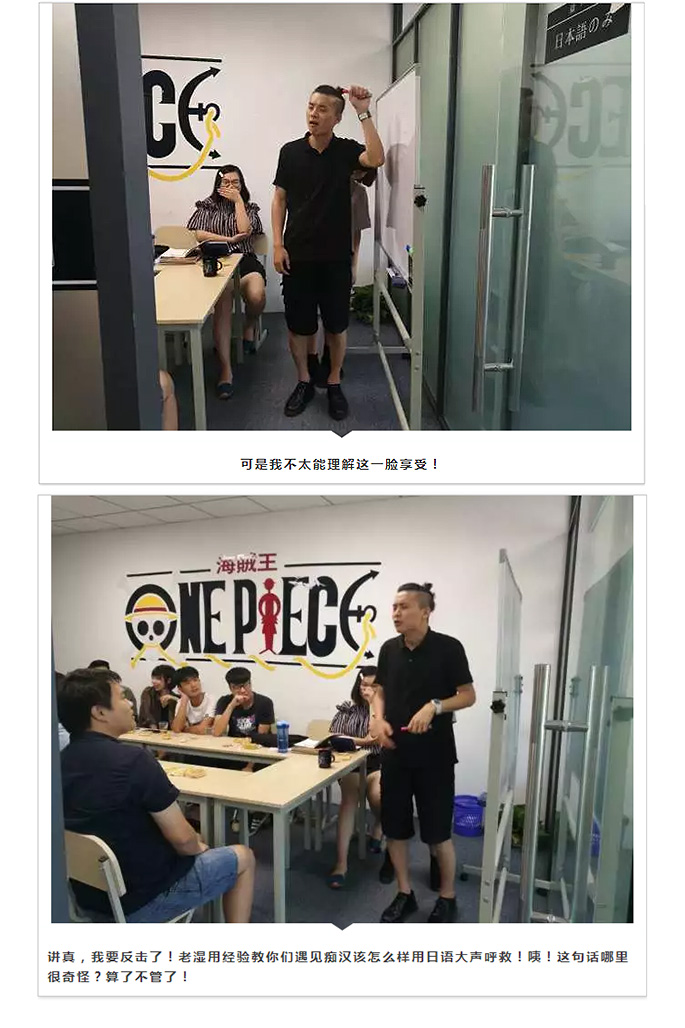 日本語のみ
可是我不太能理解这一脸享受！
海賊王
ONE PIECE
讲真，我要反击了！老湿用经验教你们遇见痴汉该怎么样用日语大声呼救！咦！这句话哪里
很奇怪？算了不管了！